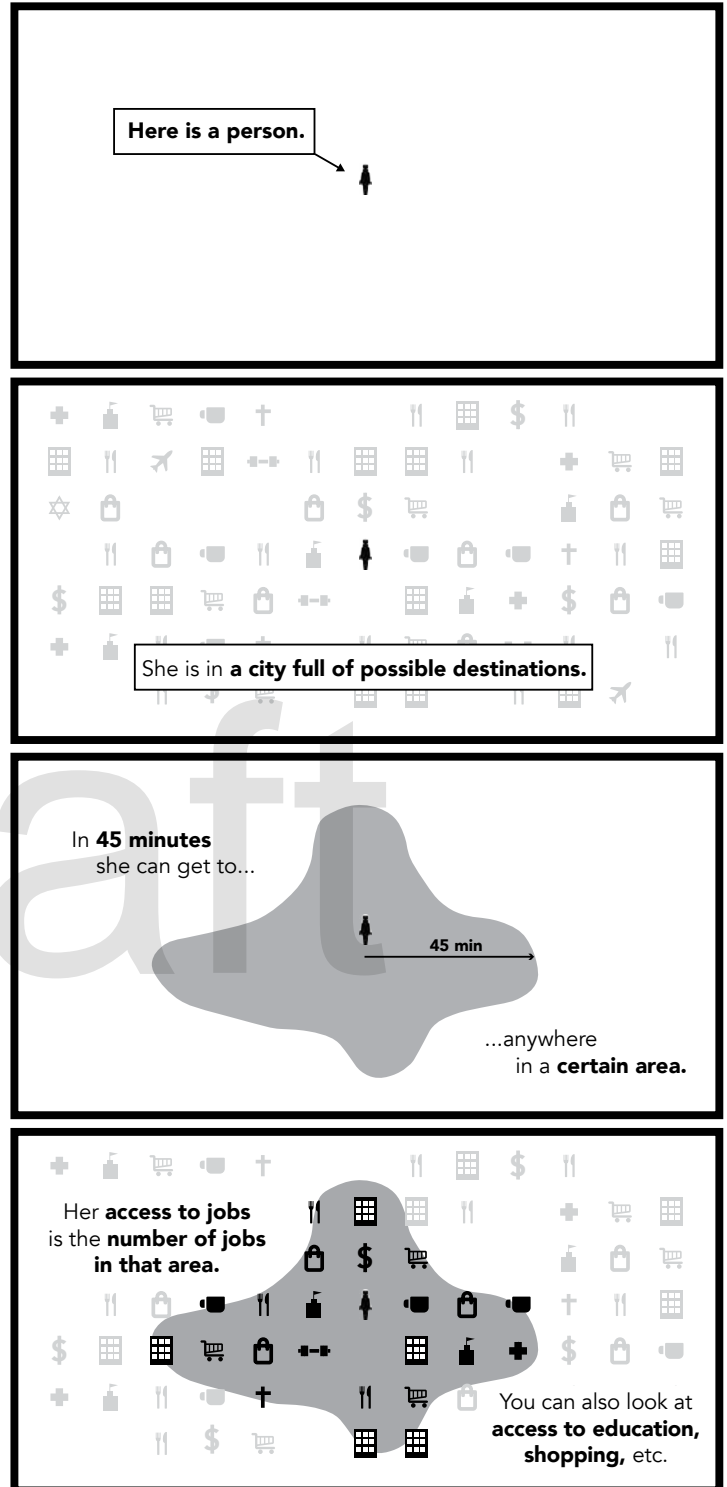 Here is a person.
She is in a city full of possible destinations.
In 45 minutes
she can get to...
45 min
...anywhere
in a certain area.
aft
Her access to jobs
is the number of jobs
in that area.
You can also look at
access to education,
shopping, etc.